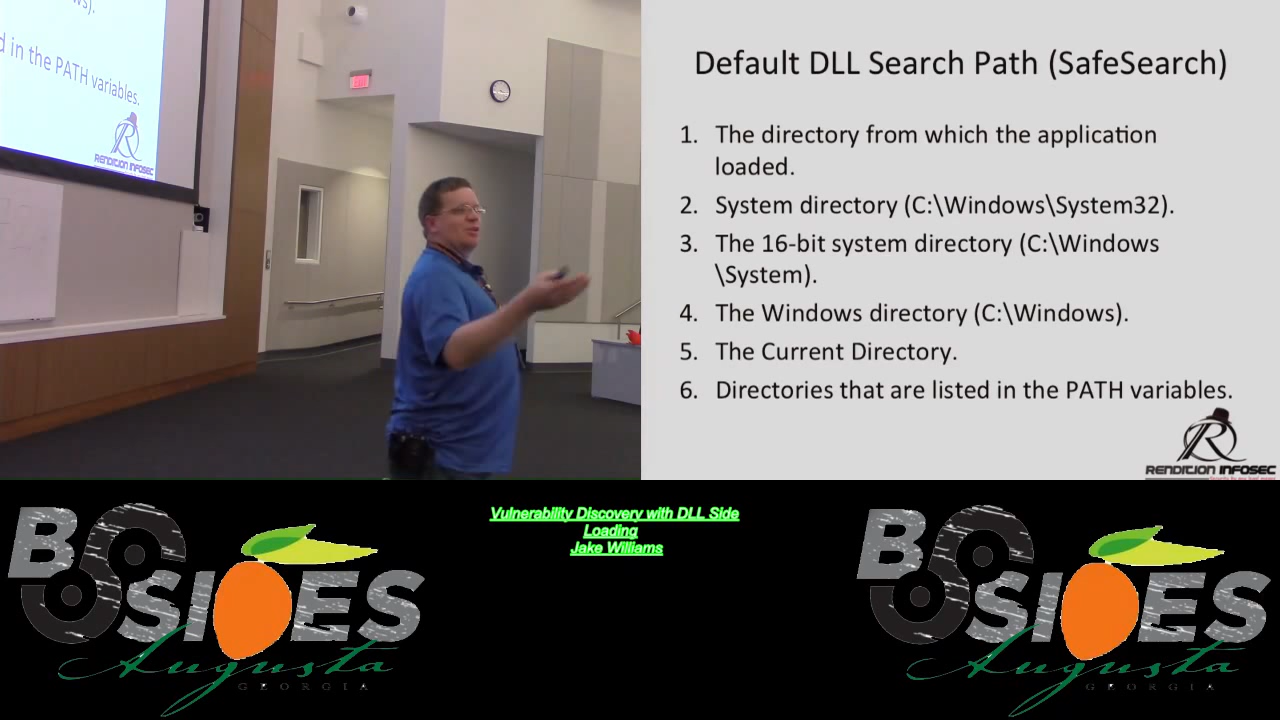 d in the PATH variables.
RENDITION INFOSEC
EXIT
Default DLL Search Path (SafeSearch)
1. The directory from which the application
loaded.
2. System directory (C:\Windows\System32).
3. The 16-bit system directory (C:\Windows
\System).
4. The Windows directory (C:\Windows).
5. The Current Directory.
6. Directories that are listed in the PATH variables.
R
RENDITION INFOSEC
Vulnerability Discovery with DLL Side
Loading
Jake Williams
BSIDES
Augusta
GEORGIA
BSIDES
Augusta
GEORGIA